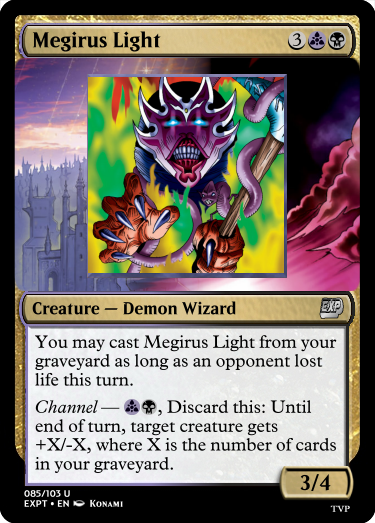 Megirus Light
3
You may cast Megirus Light from your
graveyard as long as an opponent lost
life this turn.
Channel — , Discard this: Until
end of turn, target creature gets
+X/-X, where X is the number of cards
in your graveyard.
Creature — Demon Wizard
EXP
3/4
085/103 U
EXPT • EN Konami
TVP